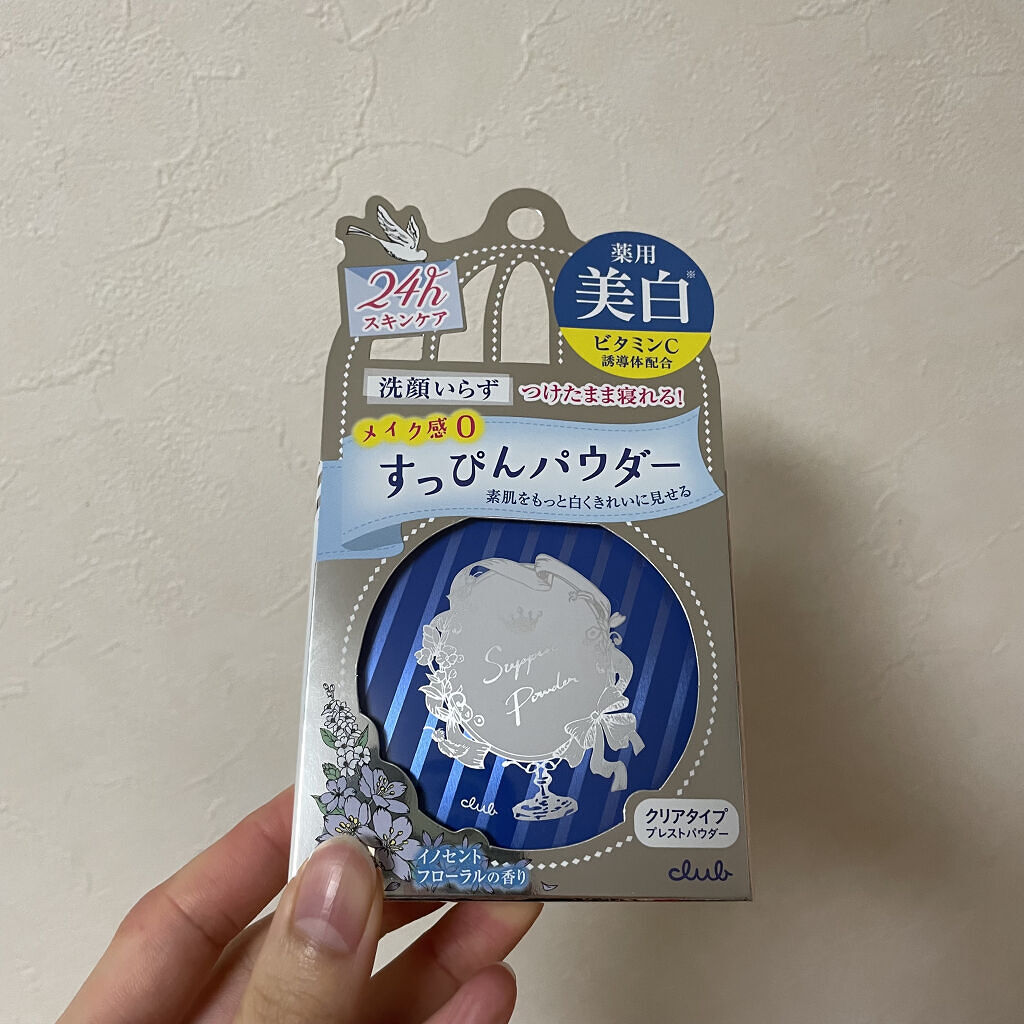 24h
スキンケア
薬用
美白※
ビタミンC
誘導体配合
洗顔いらず
つけたまま寝れる!
メイク感0
すっぴんパウダー
素肌をもっと白くきれいに見せる
Suppin
Powder
club
クリアタイプ
プレストパウダー
イノセント
フローラルの香り
club